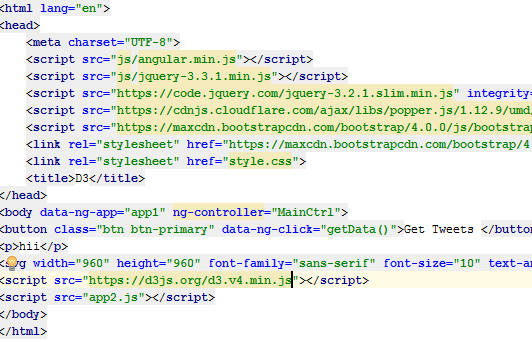 <html lang="en">
<head>
<meta charset="UTF-8">
<script src="js/angular.min.js"></script>
<script src="js/jquery-3.3.1.min.js"></script>
<script src="https://code.jquery.com/jquery-3.2.1.slim.min.js" integrity=
<script src="https://cdnjs.cloudflare.com/ajax/libs/popper.js/1.12.9/umd/
<script src="https://maxcdn.bootstrapcdn.com/bootstrap/4.0.0/js/bootstrap
<link rel="stylesheet" href="https://maxcdn.bootstrapcdn.com/bootstrap/4
<link rel="stylesheet" href="style.css">
<title>D3</title>
</head>
<body data-ng-app="app1" ng-controller="MainCtrl">
<button class="btn btn-primary" data-ng-click="getData()">Get Tweets </button
<p>hii</p>
<svg width="960" height="960" font-family="sans-serif" font-size="10" text-an
<script src="https://d3js.org/d3.v4.min.js"></script>
<script src="app2.js"></script>
</body>
</html>